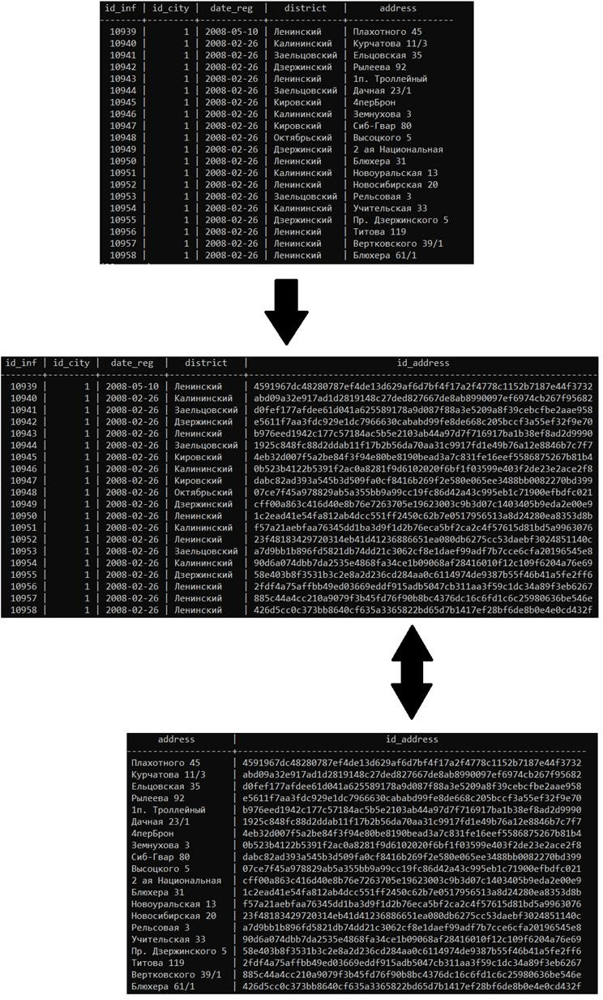 id_inf | id_city | date_reg | district | address
10939 | 1 | 2008-05-10 | Ленинский | Плахотного 45
10940 | 1 | 2008-02-26 | Калининский | Курчатова 11/3
10941 | 1 | 2008-02-26 | Заельцовский | Ельцовская 35
10942 | 1 | 2008-02-26 | Дзержинский | Рылеева 92
10943 | 1 | 2008-02-26 | Ленинский | 1п. Троллейный
10944 | 1 | 2008-02-26 | Заельцовский | Дачная 23/1
10945 | 1 | 2008-02-26 | Кировский | 4перБрон
10946 | 1 | 2008-02-26 | Калининский | Земнухова 3
10947 | 1 | 2008-02-26 | Кировский | Сиб-Гвар 80
10948 | 1 | 2008-02-26 | Октябрьский | Высоцкого 5
10949 | 1 | 2008-02-26 | Дзержинский | 2 ая Национальная
10950 | 1 | 2008-02-26 | Ленинский | Блюхера 31
10951 | 1 | 2008-02-26 | Калининский | Новоуральская 13
10952 | 1 | 2008-02-26 | Ленинский | Новосибирская 20
10953 | 1 | 2008-02-26 | Заельцовский | Рельсовая 3
10954 | 1 | 2008-02-26 | Калининский | Учительская 33
10955 | 1 | 2008-02-26 | Дзержинский | Пр. Дзержинского 5
10956 | 1 | 2008-02-26 | Ленинский | Титова 119
10957 | 1 | 2008-02-26 | Ленинский | Вертковского 39/1
10958 | 1 | 2008-02-26 | Ленинский | Блюхера 61/1
id_inf | id_city | date_reg | district | id_address
10939 | 1 | 2008-05-10 | Ленинский | 4591967dc48280787ef4de13d629af6d7bf4f17a2f4778c1152b7187e44f3732
10940 | 1 | 2008-02-26 | Калининский | abd09a32e917ad1d2819148c27ded827667de8ab8990097ef6974cb267f95682
10941 | 1 | 2008-02-26 | Заельцовский | d0fef177afdee61d041a625589178a9d087f88a3e5209a8f39cebcfbe2aae958
10942 | 1 | 2008-02-26 | Дзержинский | e5611f7aa3fdc929e1dc7966630cababd99fe8de668c205bccf3a55ef32f9e70
10943 | 1 | 2008-02-26 | Ленинский | b976eed1942c177c57184ac5b5e2103ab44a97d7f716917ba1b38ef8ad2d9990
10944 | 1 | 2008-02-26 | Заельцовский | 1925c848fc88d2ddab11f17b2b56da70aa31c9917fd1e49b76a12e8846b7c7f7
10945 | 1 | 2008-02-26 | Кировский | 4eb32d007f5a2be84f3f94e80be8190bead3a7c831fe16eef5586875267b81b4
10946 | 1 | 2008-02-26 | Калининский | 0b523b4122b5391f2ac0a8281f9d6102020f6bf1f03599e403f2de23e2ace2f8
10947 | 1 | 2008-02-26 | Кировский | dabc82ad393a545b3d509fa0cf8416b269f2e580e065ee3488bb0082270bd399
10948 | 1 | 2008-02-26 | Октябрьский | 07ce7f45a978829ab5a355bb9a99cc19fc86d42a43c995eb1c71900efbdfc021
10949 | 1 | 2008-02-26 | Дзержинский | cff00a863c416d40e8b76e7263705e19623003c9b3d07c1403405b9eda2e00e9
10950 | 1 | 2008-02-26 | Ленинский | 1c2ead41e54fa812ab4dcc551ff2450c62b7e0517956513a8d24280ea8353d8b
10951 | 1 | 2008-02-26 | Калининский | f57a21aebfaa76345dd1ba3d9f1d2b76eca5bf2ca2c4f57615d81bd5a9963076
10952 | 1 | 2008-02-26 | Ленинский | 23f48183429720314eb41d41236886651ea080db6275cc53daebf3024851140c
10953 | 1 | 2008-02-26 | Заельцовский | a7d9bb1b896fd5821db74dd21c3062cf8e1daef99adf7b7cce6cfa20196545e8
10954 | 1 | 2008-02-26 | Калининский | 90d6a074dbb7da2535e4868fa34ce1b09068af28416010f12c109f6204a76e69
10955 | 1 | 2008-02-26 | Дзержинский | 58e403b8f3531b3c2e8a2d236cd284aa0c6114974de9387b55f46b41a5fe2ff6
10956 | 1 | 2008-02-26 | Ленинский | 2fdf4a75affbb49ed03669eddf915adb5047cb311aa3f59c1dc34a89f3eb6267
10957 | 1 | 2008-02-26 | Ленинский | 885c44a4cc210a9079f3b45fd76f90b8bc4376dc16c6fd1c6c25980636be546e
10958 | 1 | 2008-02-26 | Ленинский | 426d5cc0c373bb8640cf635a3365822bd65d7b1417ef28bf6de8b0e4e0cd432f
address | id_address
Плахотного 45 | 4591967dc48280787ef4de13d629af6d7bf4f17a2f4778c1152b7187e44f3732
Курчатова 11/3 | abd09a32e917ad1d2819148c27ded827667de8ab8990097ef6974cb267f95682
Ельцовская 35 | d0fef177afdee61d041a625589178a9d087f88a3e5209a8f39cebcfbe2aae958
Рылеева 92 | e5611f7aa3fdc929e1dc7966630cababd99fe8de668c205bccf3a55ef32f9e70
1п. Троллейный | b976eed1942c177c57184ac5b5e2103ab44a97d7f716917ba1b38ef8ad2d9990
Дачная 23/1 | 1925c848fc88d2ddab11f17b2b56da70aa31c9917fd1e49b76a12e8846b7c7f7
4перБрон | 4eb32d007f5a2be84f3f94e80be8190bead3a7c831fe16eef5586875267b81b4
Земнухова 3 | 0b523b4122b5391f2ac0a8281f9d6102020f6bf1f03599e403f2de23e2ace2f8
Сиб-Гвар 80 | dabc82ad393a545b3d509fa0cf8416b269f2e580e065ee3488bb0082270bd399
Высоцкого 5 | 07ce7f45a978829ab5a355bb9a99cc19fc86d42a43c995eb1c71900efbdfc021
2 ая Национальная | cff00a863c416d40e8b76e7263705e19623003c9b3d07c1403405b9eda2e00e9
Блюхера 31 | 1c2ead41e54fa812ab4dcc551ff2450c62b7e0517956513a8d24280ea8353d8b
Новоуральская 13 | f57a21aebfaa76345dd1ba3d9f1d2b76eca5bf2ca2c4f57615d81bd5a9963076
Новосибирская 20 | 23f48183429720314eb41d41236886651ea080db6275cc53daebf3024851140c
Рельсовая 3 | a7d9bb1b896fd5821db74dd21c3062cf8e1daef99adf7b7cce6cfa20196545e8
Учительская 33 | 90d6a074dbb7da2535e4868fa34ce1b09068af28416010f12c109f6204a76e69
Пр. Дзержинского 5 | 58e403b8f3531b3c2e8a2d236cd284aa0c6114974de9387b55f46b41a5fe2ff6
Титова 119 | 2fdf4a75affbb49ed03669eddf915adb5047cb311aa3f59c1dc34a89f3eb6267
Вертковского 39/1 | 885c44a4cc210a9079f3b45fd76f90b8bc4376dc16c6fd1c6c25980636be546e
Блюхера 61/1 | 426d5cc0c373bb8640cf635a3365822bd65d7b1417ef28bf6de8b0e4e0cd432f